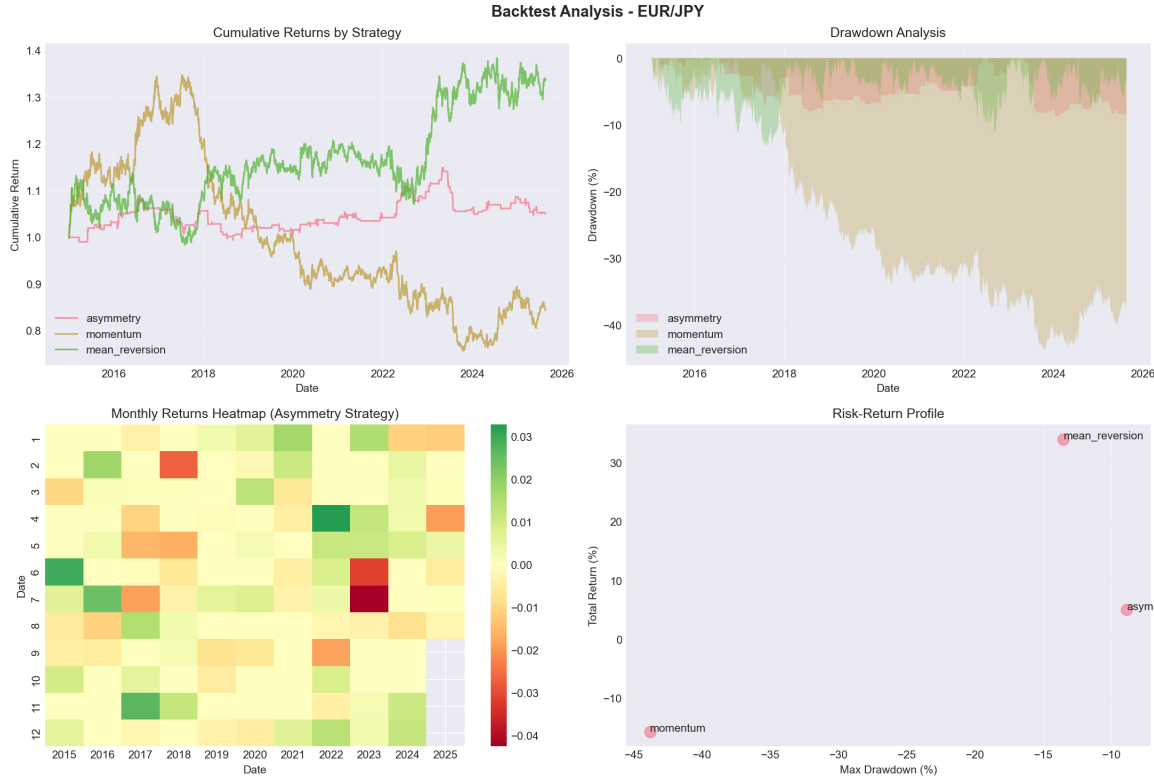 Backtest Analysis - EUR/JPY
Cumulative Returns by Strategy
1.4
1.3
1.2
1.1
1.0
0.9
0.8
Cumulative Return
asymmetry
momentum
mean_reversion
2016 2018 2020 2022 2024 2026
Date
Drawdown Analysis
0
−10
−20
−30
−40
Drawdown (%)
asymmetry
momentum
mean_reversion
2016 2018 2020 2022 2024 2026
Date
Monthly Returns Heatmap (Asymmetry Strategy)
1
2
3
4
5
6
7
8
9
10
11
12
Date
2015 2016 2017 2018 2019 2020 2021 2022 2023 2024 2025
Date
0.03
0.02
0.01
0.00
−0.01
−0.02
−0.03
−0.04
Risk-Return Profile
30
20
10
0
−10
Total Return (%)
mean_reversion
asym
momentum
−45 −40 −35 −30 −25 −20 −15 −10
Max Drawdown (%)